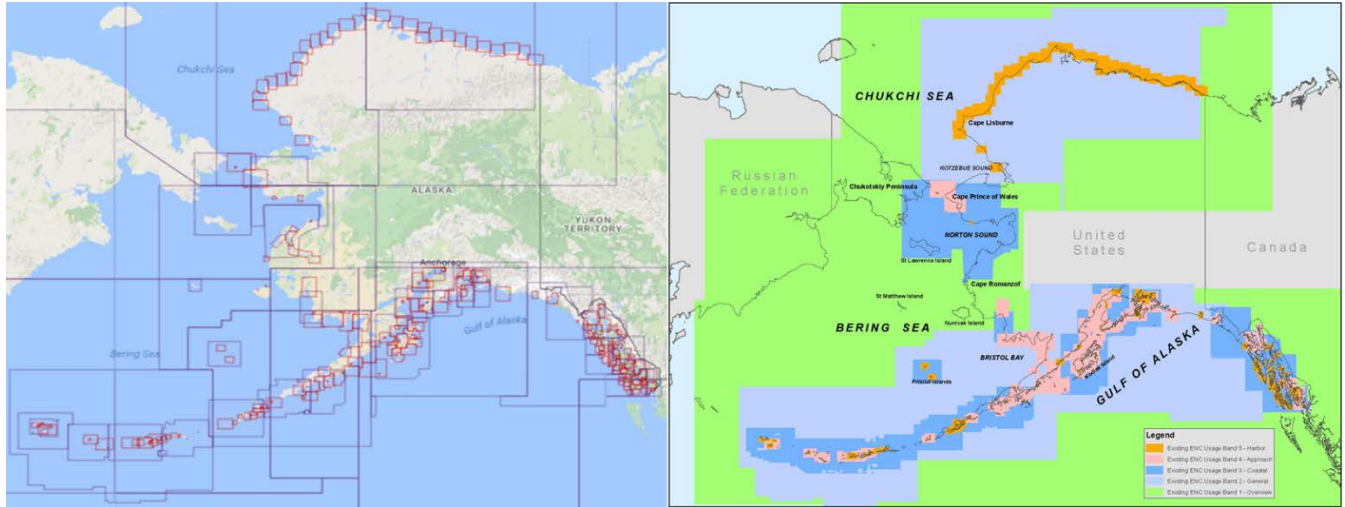 Chukchi Sea
ALASKA
YUKON
TERRITORY
Anchorage
Gulf of Alaska
Bering Sea
CHUKCHI SEA
Cape Lisburne
KOTZEBUE SOUND
Russian
Federation
Chukotskiy Peninsula
Cape Prince of Wales
NORTON SOUND
United
States
Canada
St Lawrence Island
Cape Romanzof
St Matthew Island
BERING SEA
Nunivak Island
BRISTOL BAY
Pribilof Islands
Kodiak Island
GULF OF ALASKA
Legend
Existing ENC Usage Band 5 - Harbor
Existing ENC Usage Band 4 - Approach
Existing ENC Usage Band 3 - Coastal
Existing ENC Usage Band 2 - General
Existing ENC Usage Band 1 - Overview